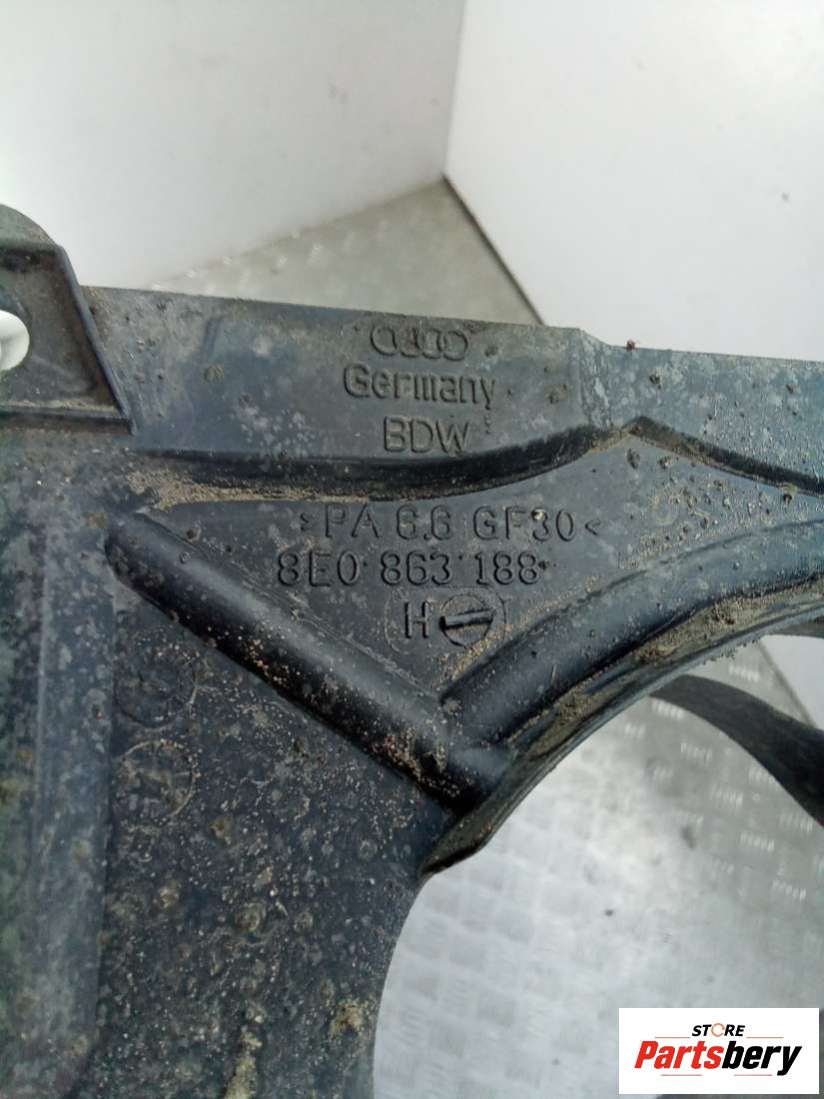 Germany
BDW
>PA 6.6 GF30<
8E0 863 188
H
STORE
Partsbery